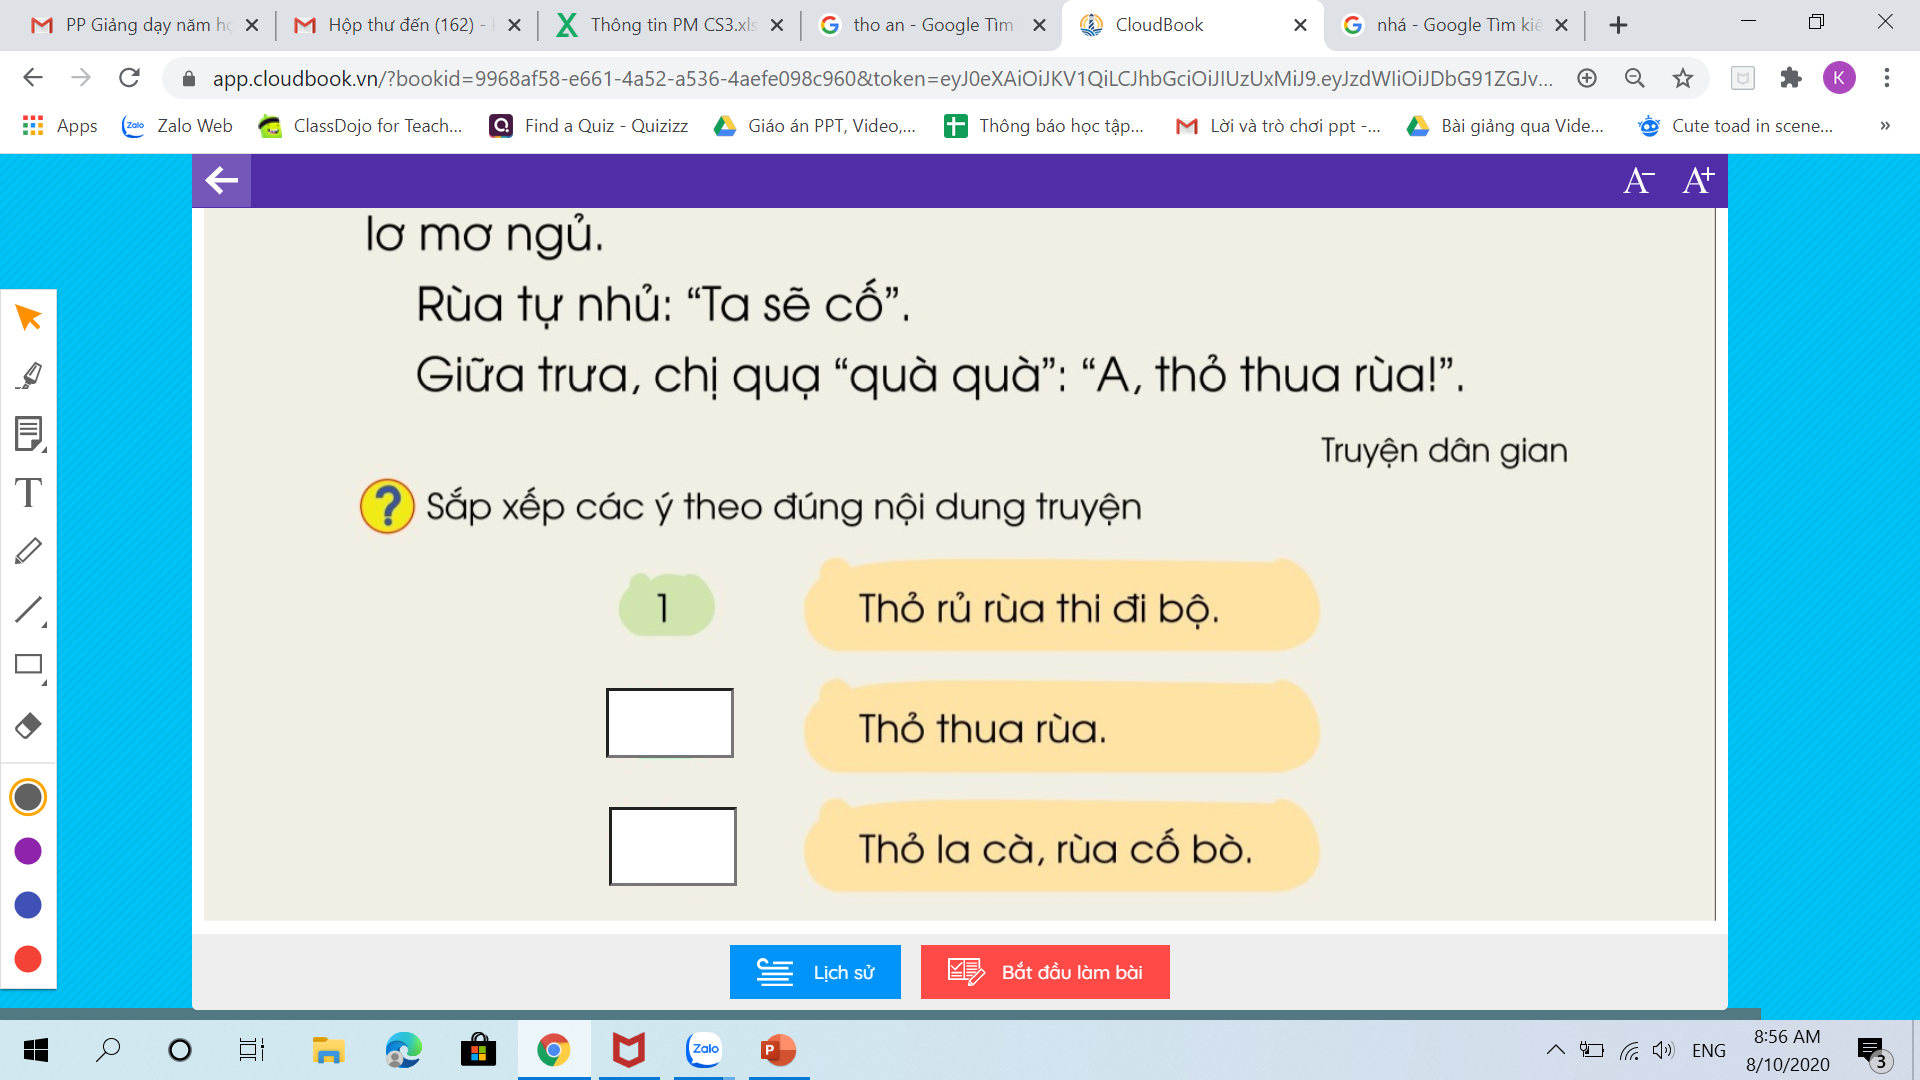 PP Giảng dạy năm họ
Hộp thư đến (162) -
Thông tin PM CS3.xls
tho an - Google Tìm
CloudBook
nhá - Google Tìm kiế
app.cloudbook.vn/?bookid=9968af58-e661-4a52-a536-4aefe098c960&token=eyJ0eXAiOiJKV1QiLCJhbGciOiJIUzUxMiJ9.eyJzdWIiOiJDbG91ZGJv...
K
Apps
Zalo Web
ClassDojo for Teach...
Find a Quiz - Quizizz
Giáo án PPT, Video,...
Thông báo học tập...
Lời và trò chơi ppt -...
Bài giảng qua Vide...
Cute toad in scene...
»
A−
A+
lơ mơ ngủ.
Rùa tự nhủ: “Ta sẽ cố”.
Giữa trưa, chị quạ “quà quà”: “A, thỏ thua rùa!”.
Truyện dân gian
? Sắp xếp các ý theo đúng nội dung truyện
1 Thỏ rủ rùa thi đi bộ.
Thỏ thua rùa.
Thỏ la cà, rùa cố bò.
T
Lịch sử
Bắt đầu làm bài
Zalo
P
ENG
8:56 AM
8/10/2020
3